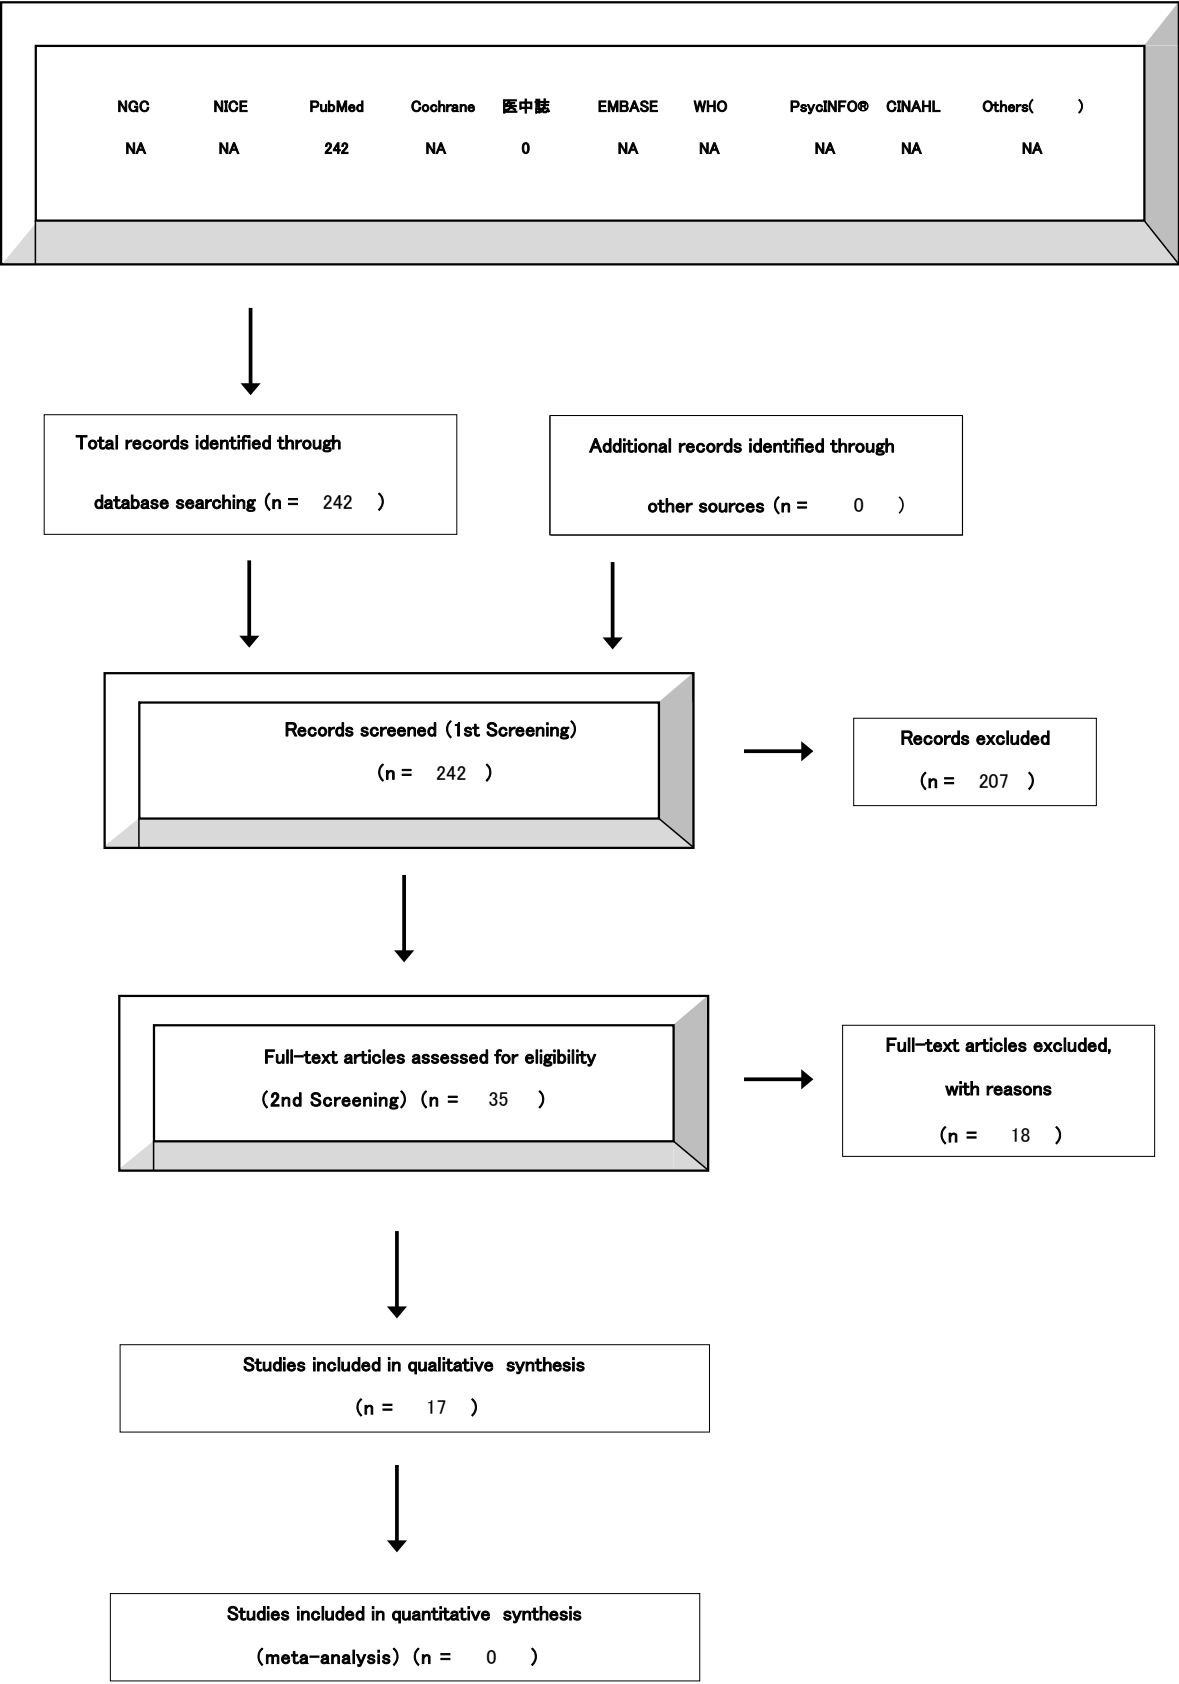 NGC NICE PubMed Cochrane 医中誌 EMBASE WHO PsycINFO® CINAHL Others( )
NA NA 242 NA 0 NA NA NA NA NA
Total records identified through
database searching (n = 242 )
Additional records identified through
other sources (n = 0 )
Records screened (1st Screening)
(n = 242 )
Records excluded
(n = 207 )
Full-text articles assessed for eligibility
(2nd Screening) (n = 35 )
Full-text articles excluded,
with reasons
(n = 18 )
Studies included in qualitative synthesis
(n = 17 )
Studies included in quantitative synthesis
(meta-analysis) (n = 0 )